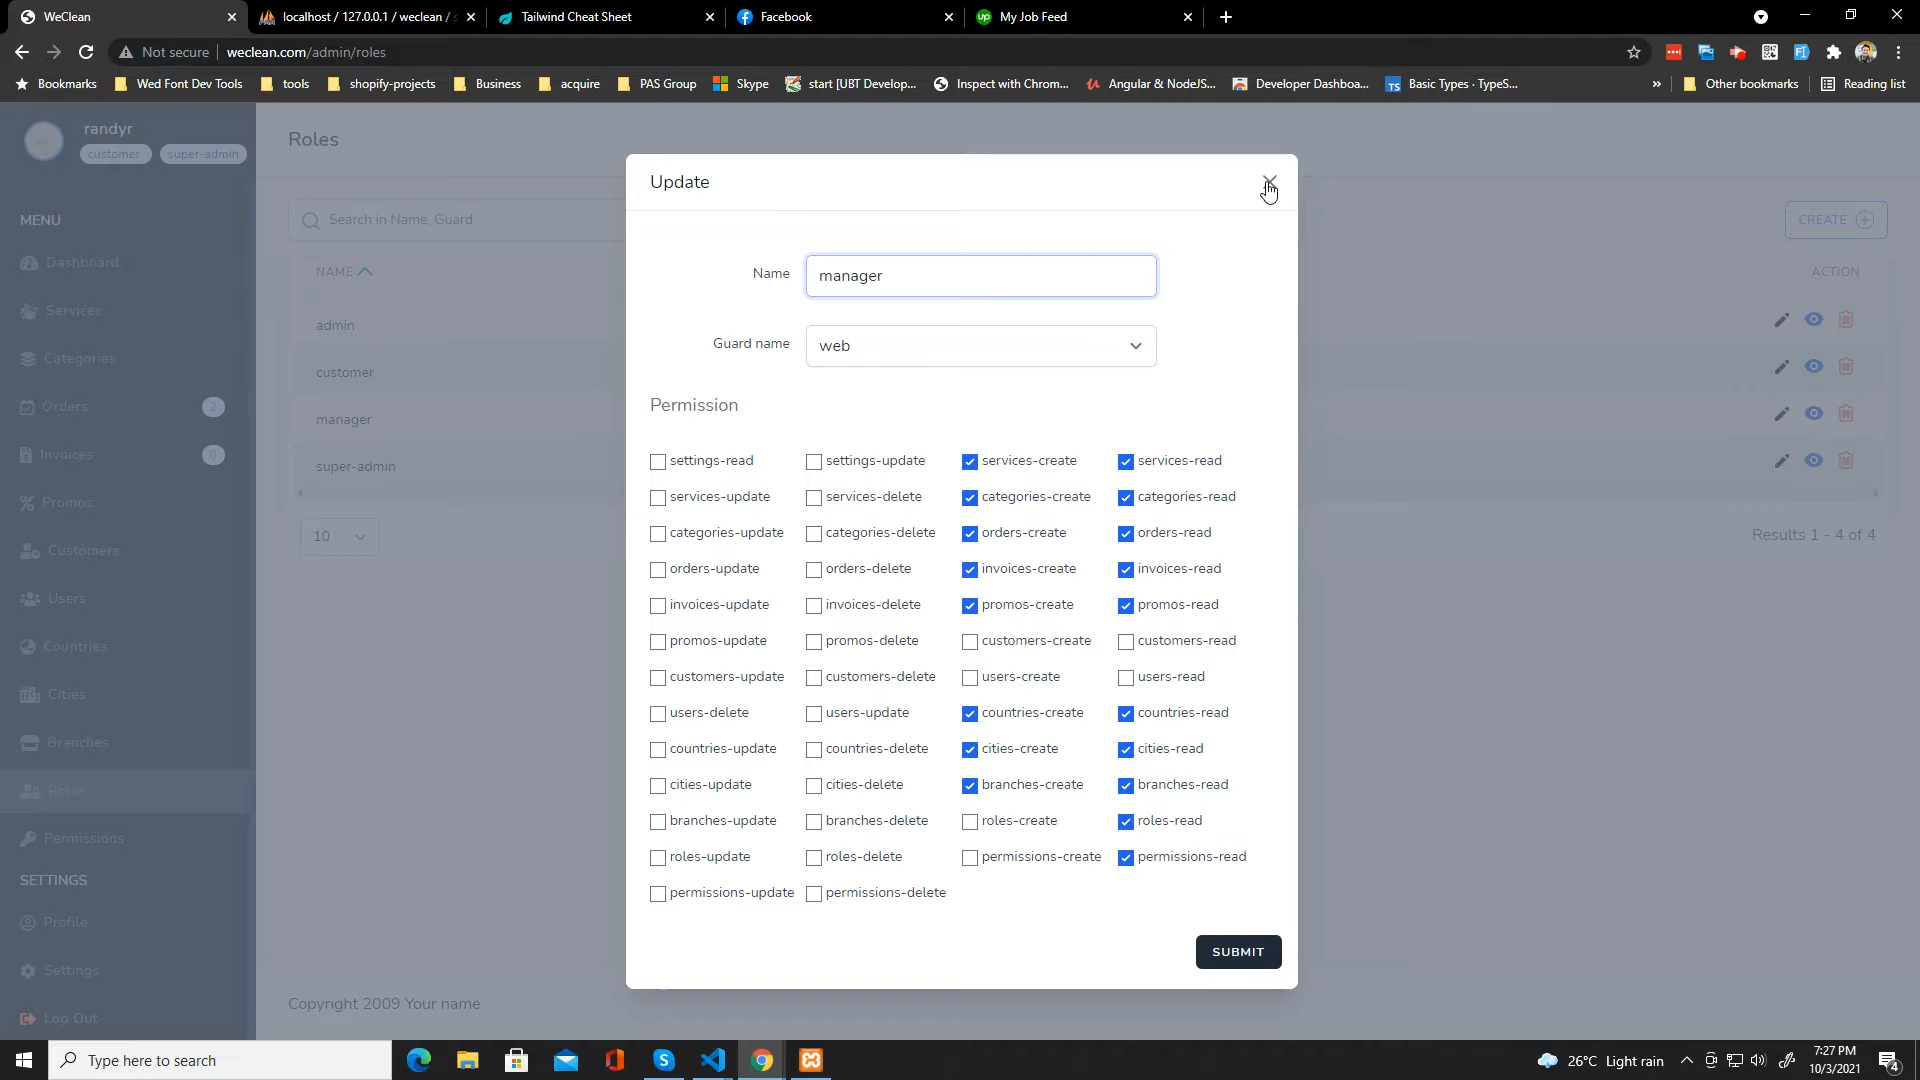 WeClean
localhost / 127.0.0.1 / weclean / s
Tailwind Cheat Sheet
Facebook
My Job Feed
Not secure
weclean.com/admin/roles
Bookmarks
Wed Font Dev Tools
tools
shopify-projects
Business
acquire
PAS Group
Skype
start [UBT Develop...
Inspect with Chrom...
Angular & NodeJS...
Developer Dashboa...
TS Basic Types · TypeS...
»
Other bookmarks
Reading list
randyr
customer super-admin
MENU
Dashboard
Services
Categories
Orders 2
Invoices 0
Promos
Customers
Users
Countries
Cities
Branches
Roles
Permissions
SETTINGS
Profile
Settings
Log Out
Roles
Search in Name, Guard
CREATE
NAME ACTION
admin
customer
manager
super-admin
10
Results 1 - 4 of 4
Copyright 2009 Your name
Update
Name manager
Guard name web
Permission
settings-read settings-update services-create services-read
services-update services-delete categories-create categories-read
categories-update categories-delete orders-create orders-read
orders-update orders-delete invoices-create invoices-read
invoices-update invoices-delete promos-create promos-read
promos-update promos-delete customers-create customers-read
customers-update customers-delete users-create users-read
users-delete users-update countries-create countries-read
countries-update countries-delete cities-create cities-read
cities-update cities-delete branches-create branches-read
branches-update branches-delete roles-create roles-read
roles-update roles-delete permissions-create permissions-read
permissions-update permissions-delete
SUBMIT
Type here to search
26°C Light rain
7:27 PM
10/3/2021
4